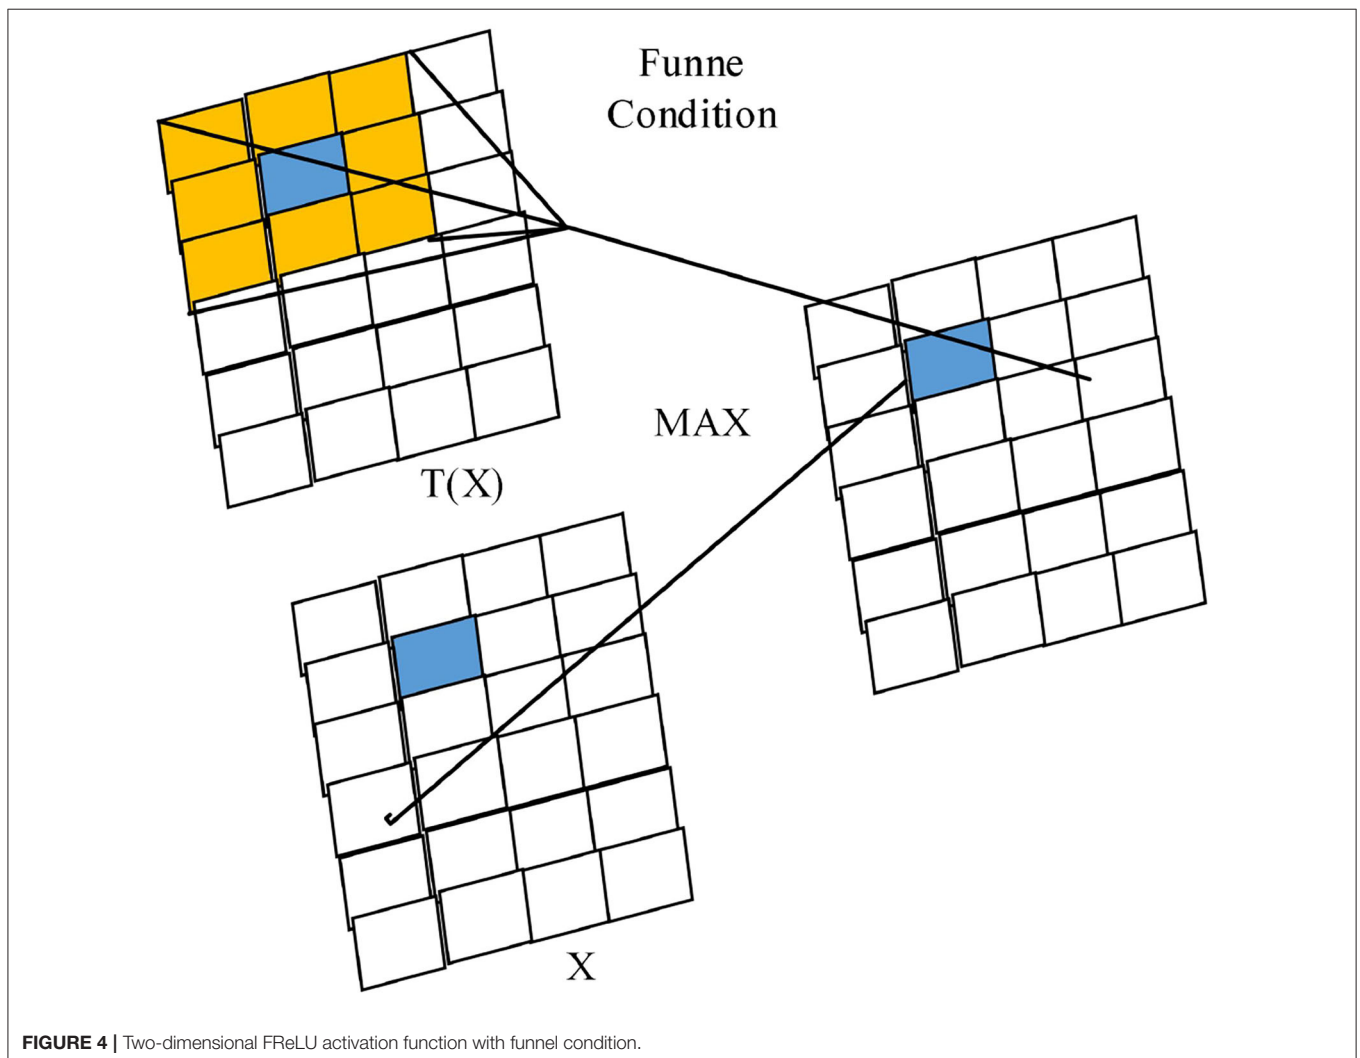 Funne
Condition
MAX
T(X)
X
FIGURE 4 | Two-dimensional FReLU activation function with funnel condition.